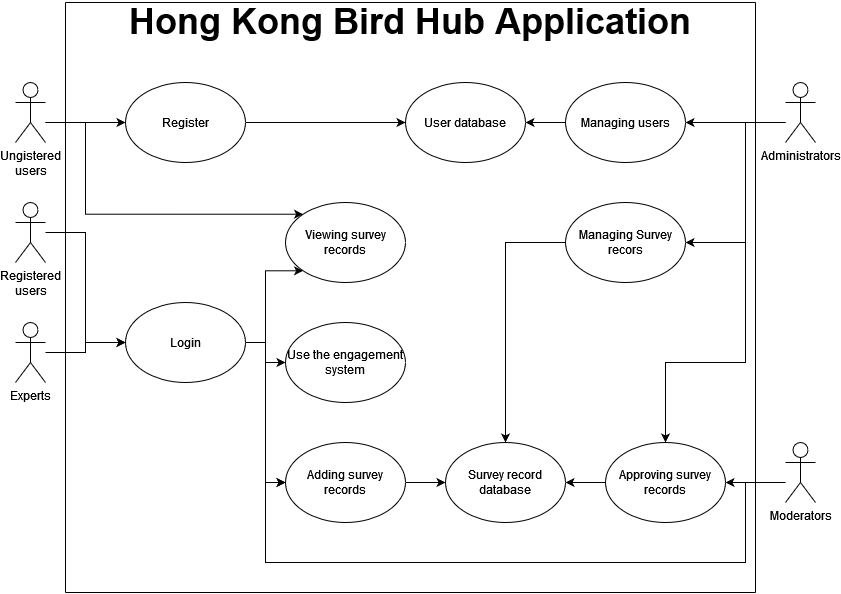 Hong Kong Bird Hub Application
Register
User database
Managing users
Ungistered
users
Administrators
Registered
users
Viewing survey
records
Managing Survey
recors
Login
Use the engagement
system
Experts
Adding survey
records
Survey record
database
Approving survey
records
Moderators